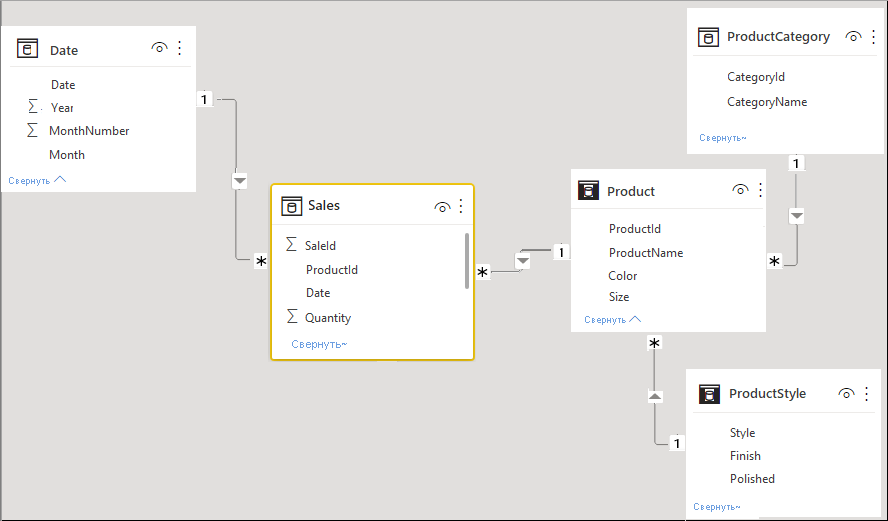 Date
Date
Σ Year
Σ MonthNumber
Month
Свернуть
1
*
Sales
Σ SaleId
ProductId
Date
Σ Quantity
Свернуть~
*
1
Product
ProductId
ProductName
Color
Size
Свернуть
ProductCategory
CategoryId
CategoryName
Свернуть~
1
*
*
1
ProductStyle
Style
Finish
Polished
Свернуть~